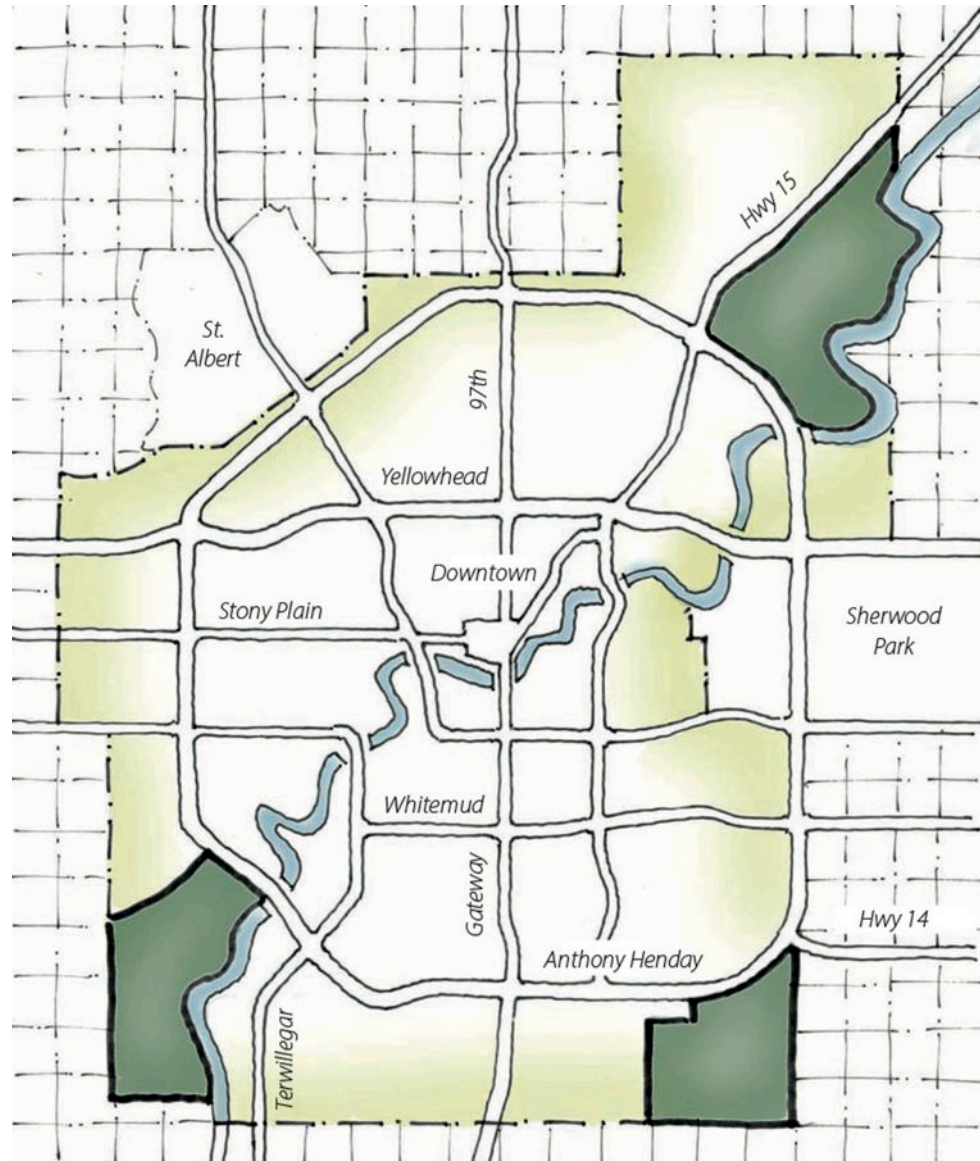 Hwy 15
St.
Albert
97th
Yellowhead
Downtown
Stony Plain
Sherwood
Park
Whitemud
Gateway
Hwy 14
Anthony Henday
Terwillegar